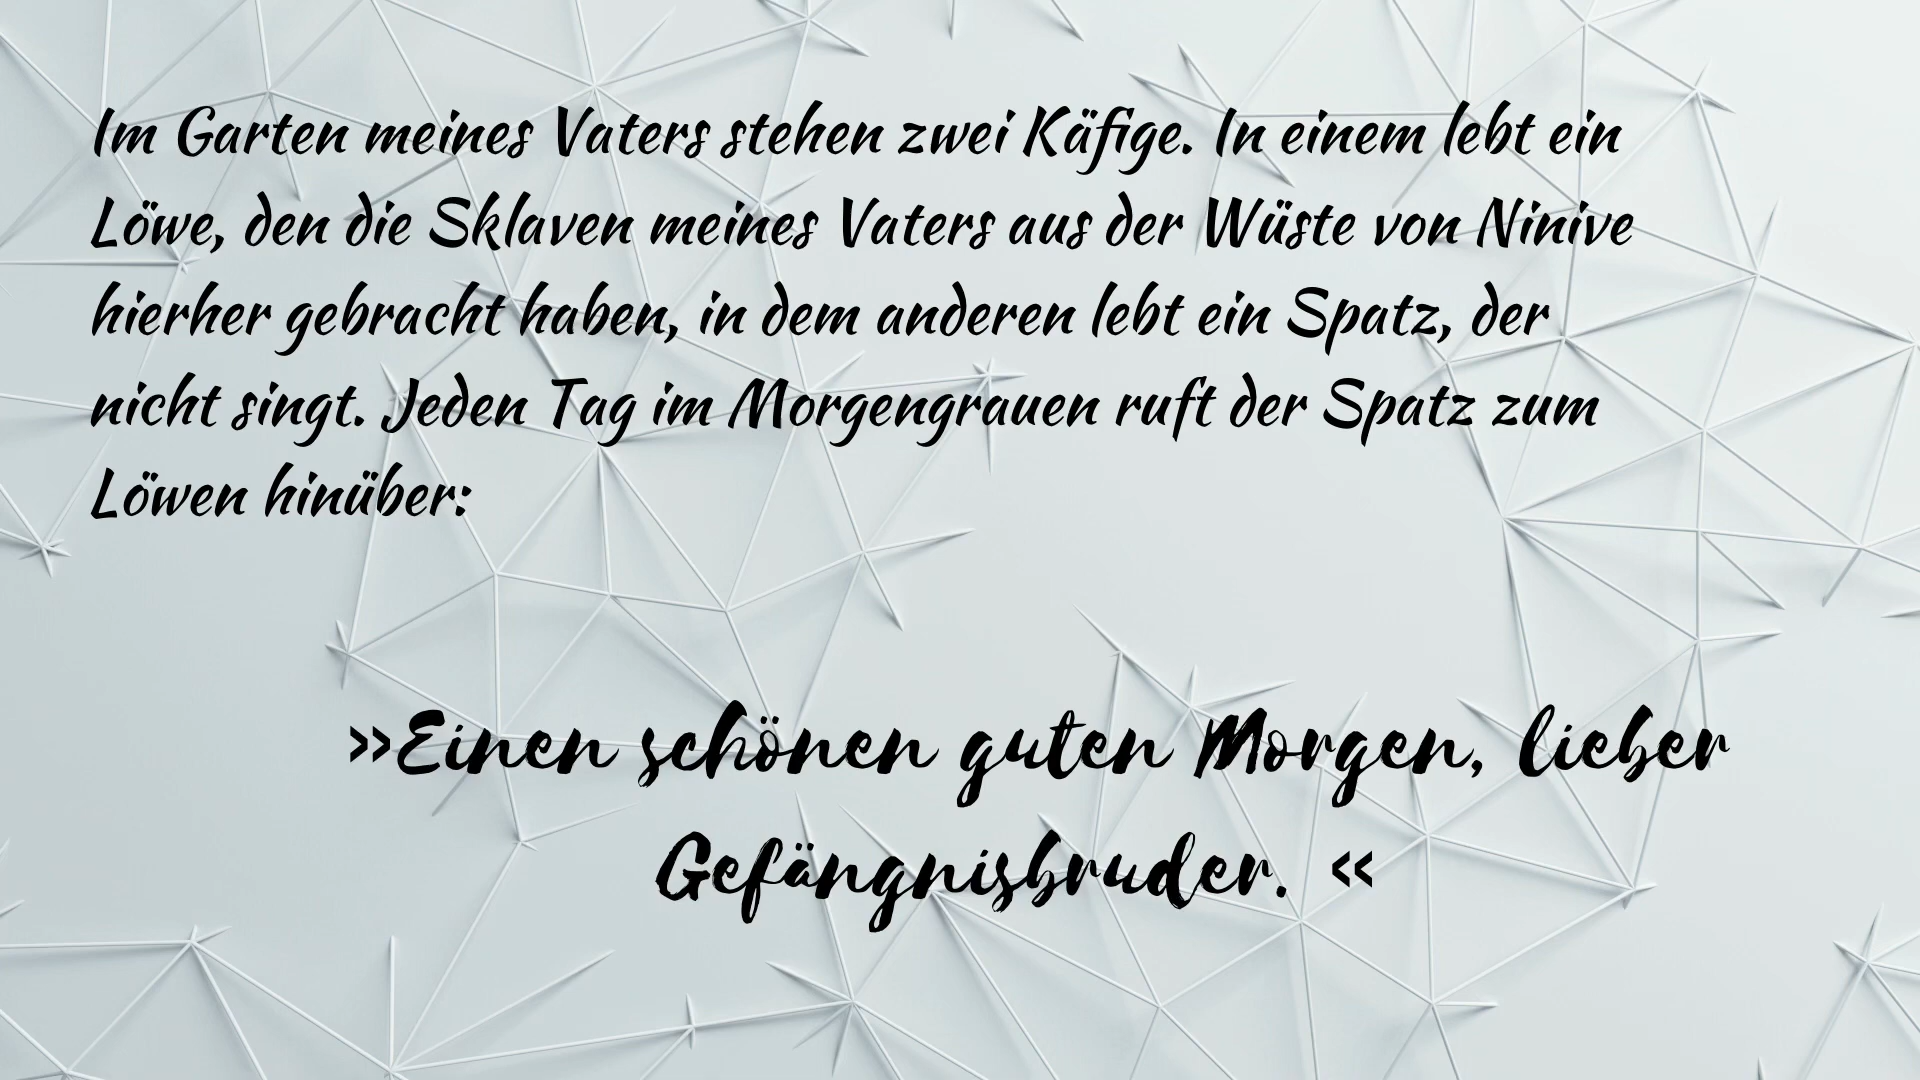 Im Garten meines Vaters stehen zwei Käfige. In einem lebt ein
Löwe, den die Sklaven meines Vaters aus der Wüste von Ninive
hierher gebracht haben, in dem anderen lebt ein Spatz, der
nicht singt. Jeden Tag im Morgengrauen ruft der Spatz zum
Löwen hinüber:
»Einen schönen guten Morgen, lieber
Gefängnisbruder. «